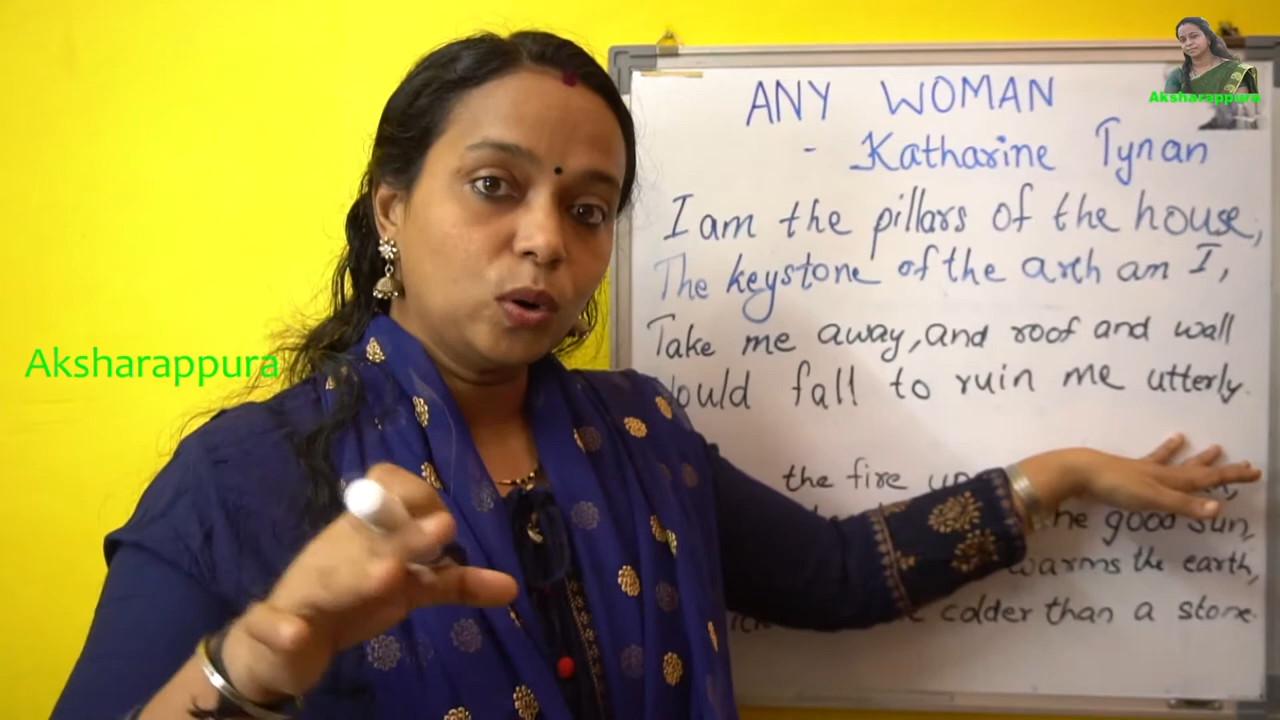 ANY WOMAN
- Katharine Tynan
I am the pillars of the house,
The keystone of the arch am I,
Take me away, and roof and wall
Would fall to ruin me utterly.
the fire
the good sun,
warms the earth,
colder than a stone.
Aksharappura
Aksharappura